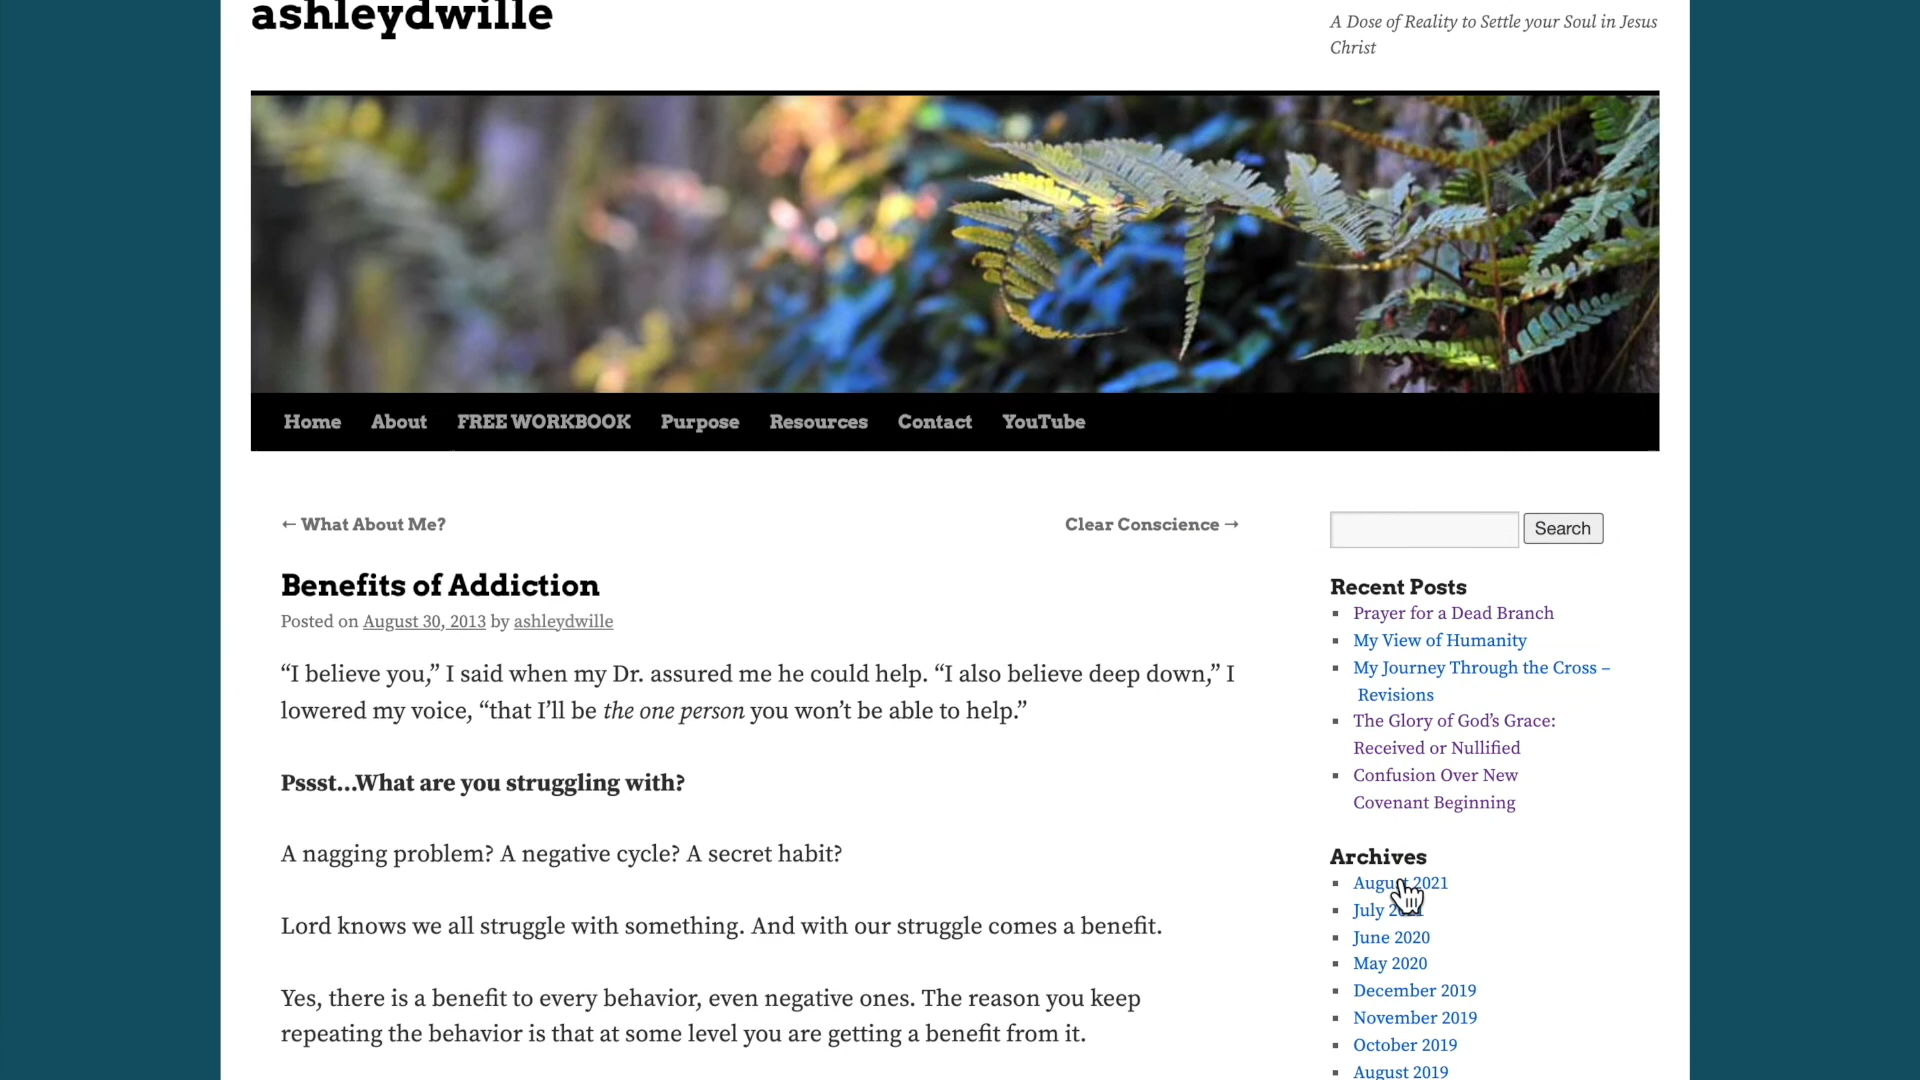 ashleydwille
A Dose of Reality to Settle your Soul in Jesus
Christ
Home About FREE WORKBOOK Purpose Resources Contact YouTube
← What About Me?
Clear Conscience →
Benefits of Addiction
Posted on August 30, 2013 by ashleydwille
“I believe you,” I said when my Dr. assured me he could help. “I also believe deep down,” I
lowered my voice, “that I’ll be the one person you won’t be able to help.”
Pssst…What are you struggling with?
A nagging problem? A negative cycle? A secret habit?
Lord knows we all struggle with something. And with our struggle comes a benefit.
Yes, there is a benefit to every behavior, even negative ones. The reason you keep
repeating the behavior is that at some level you are getting a benefit from it.
Search
Recent Posts
Prayer for a Dead Branch
My View of Humanity
My Journey Through the Cross –
Revisions
The Glory of God’s Grace:
Received or Nullified
Confusion Over New
Covenant Beginning
Archives
August 2021
July 2021
June 2020
May 2020
December 2019
November 2019
October 2019
August 2019